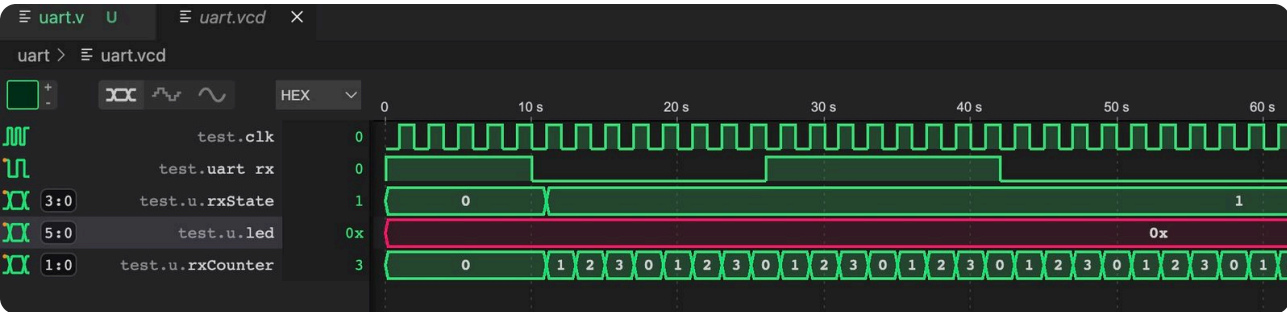 uart.v U uart.vcd ×
uart > uart.vcd
+
- HEX 0 10 s 20 s 30 s 40 s 50 s 60 s
test.clk 0
test.uart rx 0
3:0 test.u.rxState 1 0 1
5:0 test.u.led 0x 0x
1:0 test.u.rxCounter 3 0 1 2 3 0 1 2 3 0 1 2 3 0 1 2 3 0 1 2 3 0 1 2 3 0 1